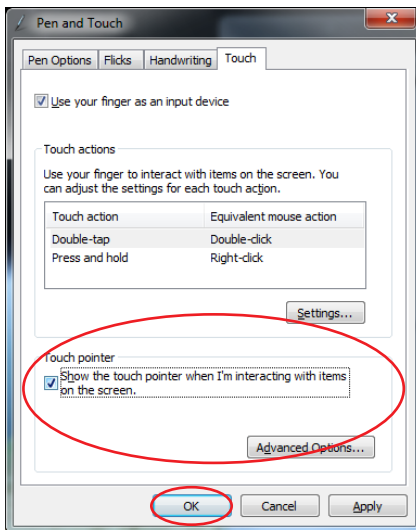 Pen and Touch
Pen Options Flicks Handwriting Touch
Use your finger as an input device
Touch actions
Use your finger to interact with items on the screen. You
can adjust the settings for each touch action.
Touch action Equivalent mouse action
Double-tap Double-click
Press and hold Right-click
Settings...
Touch pointer
Show the touch pointer when I'm interacting with items
on the screen.
Advanced Options...
OK Cancel Apply